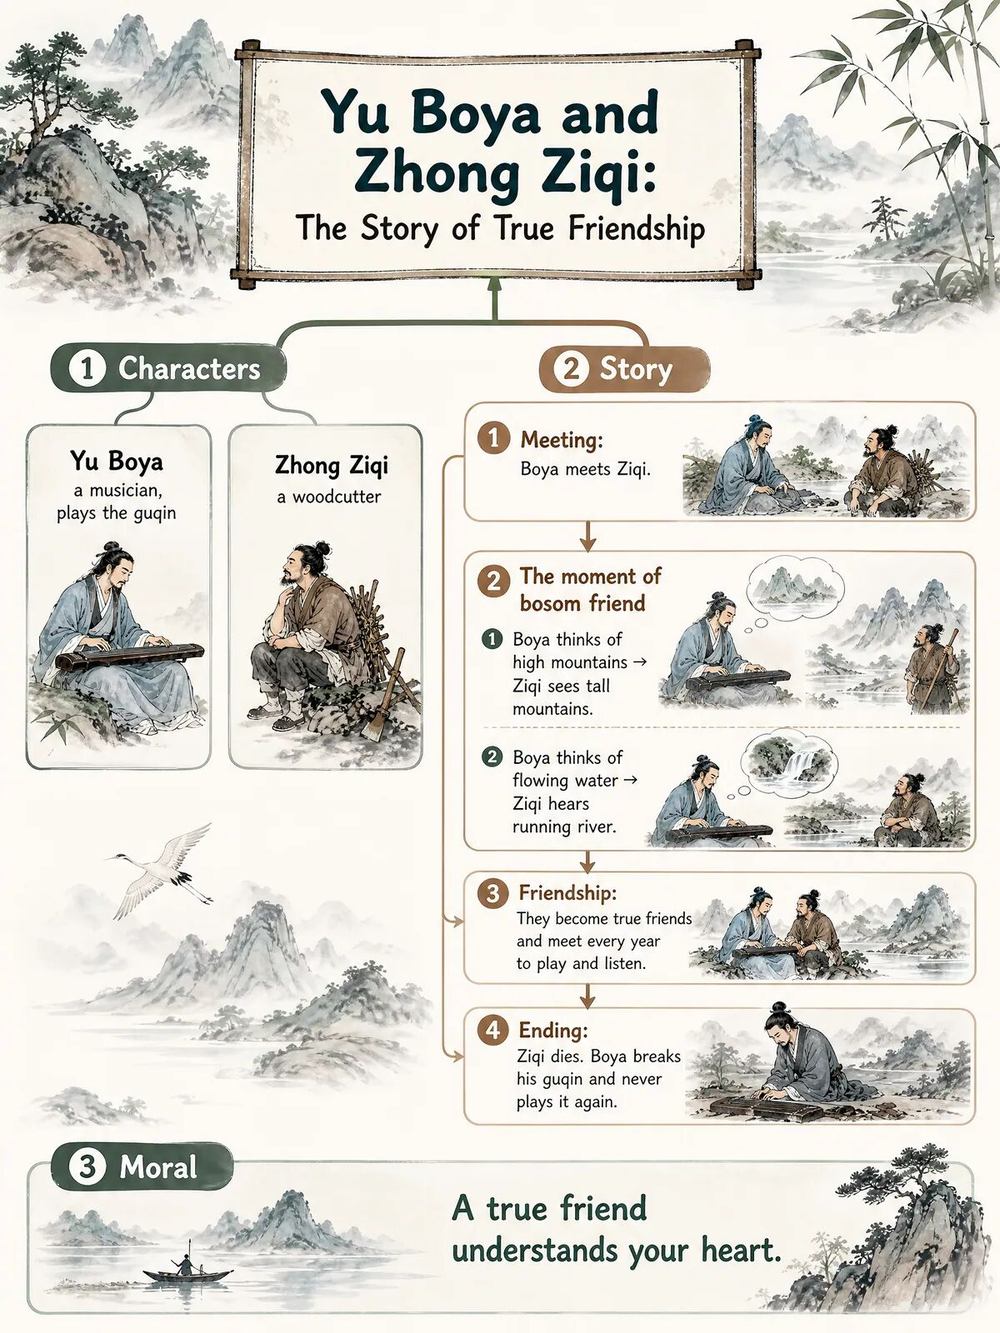 Yu Boya and
Zhong Ziqi:
The Story of True Friendship
1 Characters
Yu Boya
a musician,
plays the guqin
Zhong Ziqi
a woodcutter
2 Story
1 Meeting:
Boya meets Ziqi.
2 The moment of
bosom friend
1 Boya thinks of
high mountains →
Ziqi sees tall
mountains.
2 Boya thinks of
flowing water →
Ziqi hears
running river.
3 Friendship:
They become true friends
and meet every year
to play and listen.
4 Ending:
Ziqi dies. Boya breaks
his guqin and never
plays it again.
3 Moral
A true friend
understands your heart.